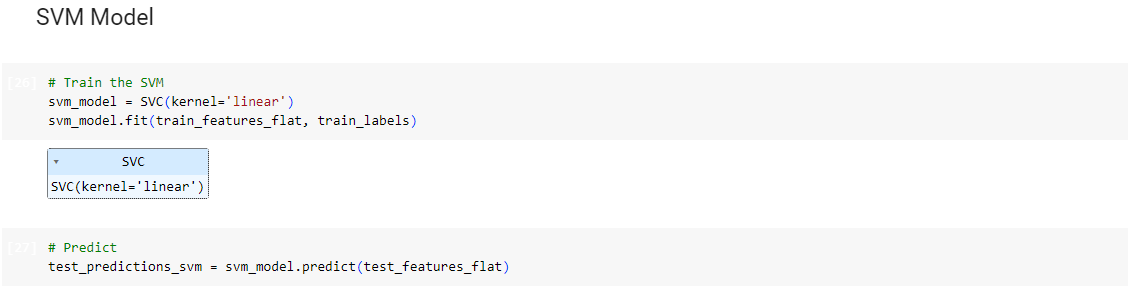 SVM Model
[26] # Train the SVM
svm_model = SVC(kernel='linear')
svm_model.fit(train_features_flat, train_labels)
SVC
SVC(kernel='linear')
[27] # Predict
test_predictions_svm = svm_model.predict(test_features_flat)